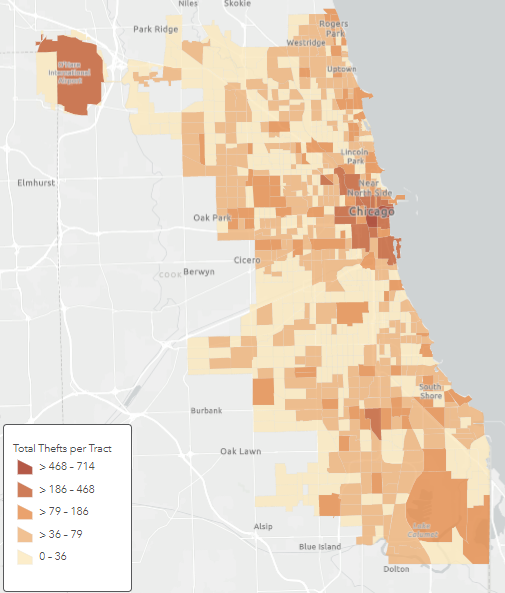 Niles
Skokie
Park Ridge
Rogers
Park
Westridge
O'Hare
International
Airport
Uptown
Lincoln
Park
Elmhurst
Near
North Side
Oak Park
Chicago
Cicero
COOK
Berwyn
South
Shore
Burbank
Oak Lawn
Alsip
Lake
Calumet
Blue Island
Dolton
Total Thefts per Tract
> 468 - 714
> 186 - 468
> 79 - 186
> 36 - 79
0 - 36